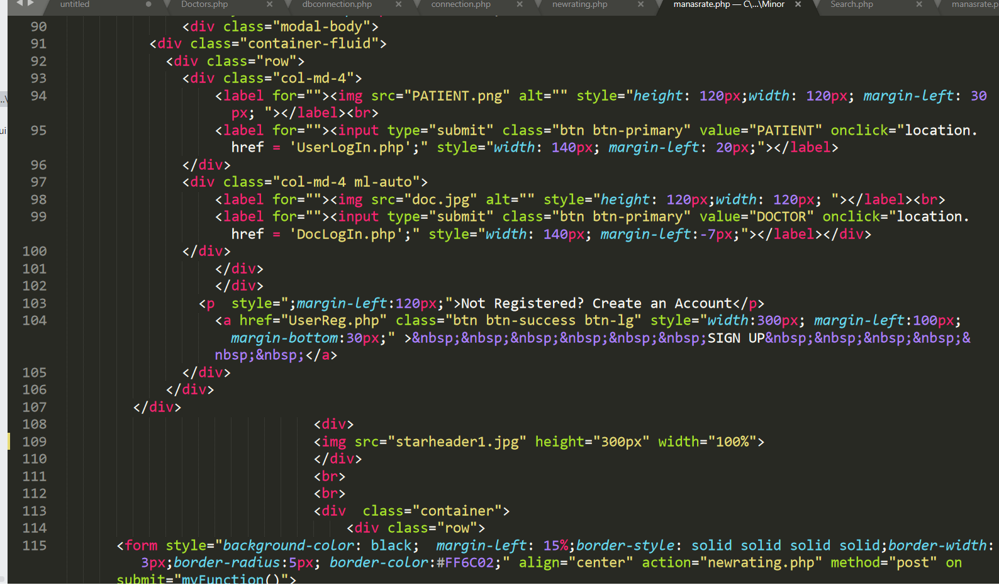 untitled Doctors.php dbconnection.php connection.php newrating.php manasrate.php — C\...\Minor Search.php manasrate.p
90 <div class="modal-body">
91 <div class="container-fluid">
92 <div class="row">
93 <div class="col-md-4">
94 <label for=""><img src="PATIENT.png" alt="" style="height: 120px;width: 120px; margin-left: 30
px; "></label><br>
95 <label for=""><input type="submit" class="btn btn-primary" value="PATIENT" onclick="location.
href = 'UserLogIn.php';" style="width: 140px; margin-left: 20px;"></label>
96 </div>
97 <div class="col-md-4 ml-auto">
98 <label for=""><img src="doc.jpg" alt="" style="height: 120px;width: 120px; "></label><br>
99 <label for=""><input type="submit" class="btn btn-primary" value="DOCTOR" onclick="location.
href = 'DocLogIn.php';" style="width: 140px; margin-left:-7px;"></label></div>
100 </div>
101 </div>
102 </div>
103 <p  style=";margin-left:120px;">Not Registered? Create an Account</p>
104 <a href="UserReg.php" class="btn btn-success btn-lg" style="width:300px; margin-left:100px;
margin-bottom:30px;" >&nbsp;&nbsp;&nbsp;&nbsp;&nbsp;&nbsp;SIGN UP&nbsp;&nbsp;&nbsp;&nbsp;&
nbsp;&nbsp;</a>
105 </div>
106 </div>
107 </div>
108 <div>
109 <img src="starheader1.jpg" height="300px" width="100%">
110 </div>
111 <br>
112 <br>
113 <div  class="container">
114 <div class="row">
115 <form style="background-color: black;  margin-left: 15%;border-style: solid solid solid solid;border-width:
3px;border-radius:5px; border-color:#FF6C02;" align="center" action="newrating.php" method="post" on
submit="myFunction()">